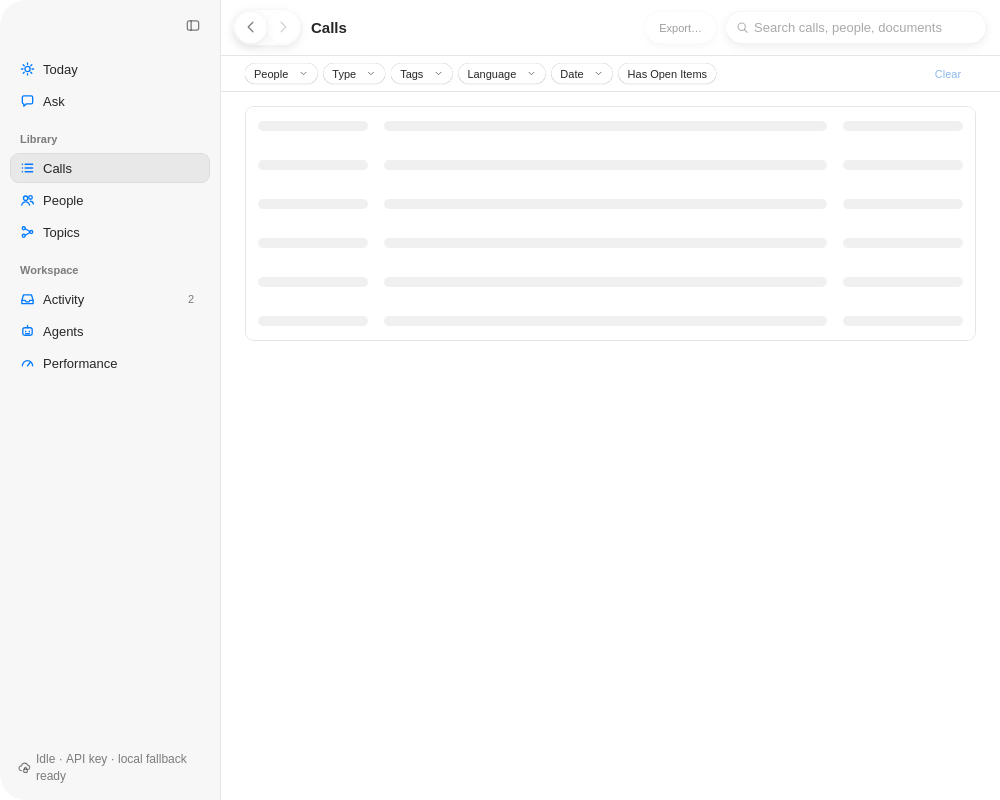 Calls
Export…
Search calls, people, documents
Today
Ask
Library
Calls
People
Topics
Workspace
Activity 2
Agents
Performance
People
Type
Tags
Language
Date
Has Open Items
Clear
Idle · API key · local fallback
ready